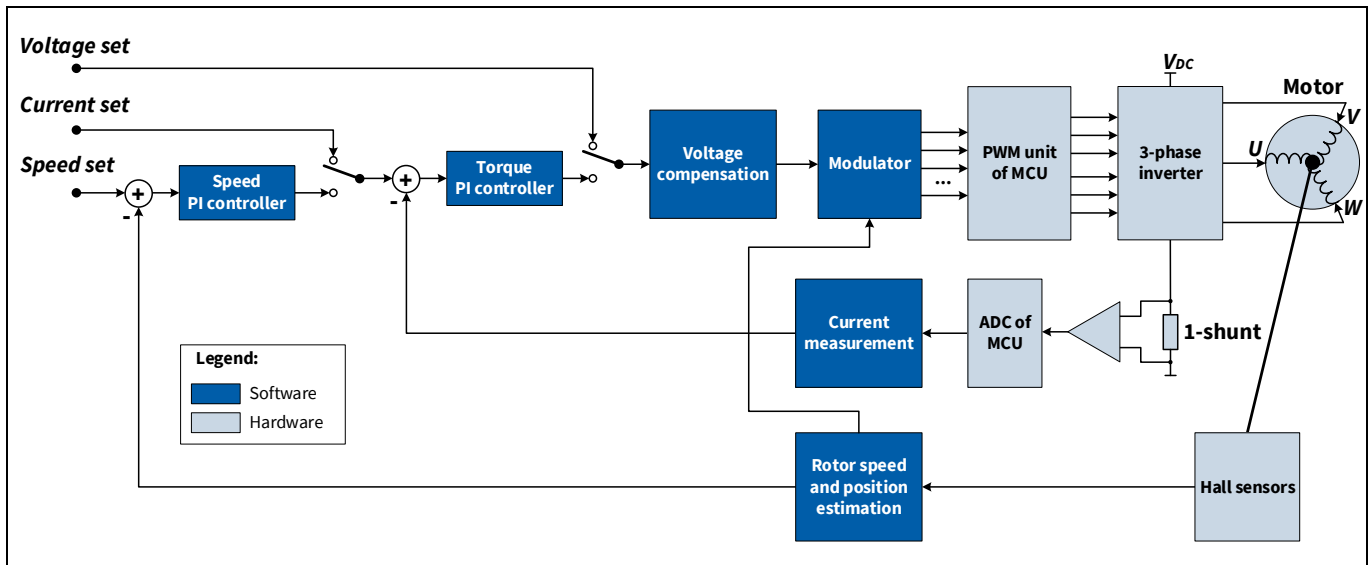 Voltage set
Current set
Speed set
+
-
Speed
PI controller
+
-
Torque
PI controller
Voltage
compensation
Modulator
...
PWM unit
of MCU
VDC
3-phase
inverter
Motor
V
U
W
Current
measurement
ADC of
MCU
1-shunt
Legend:
Software
Hardware
Rotor speed
and position
estimation
Hall sensors